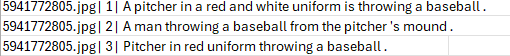 5941772805.jpg| 1| A pitcher in a red and white uniform is throwing a baseball .
5941772805.jpg| 2| A man throwing a baseball from the pitcher 's mound .
5941772805.jpg| 3| Pitcher in red uniform throwing a baseball .